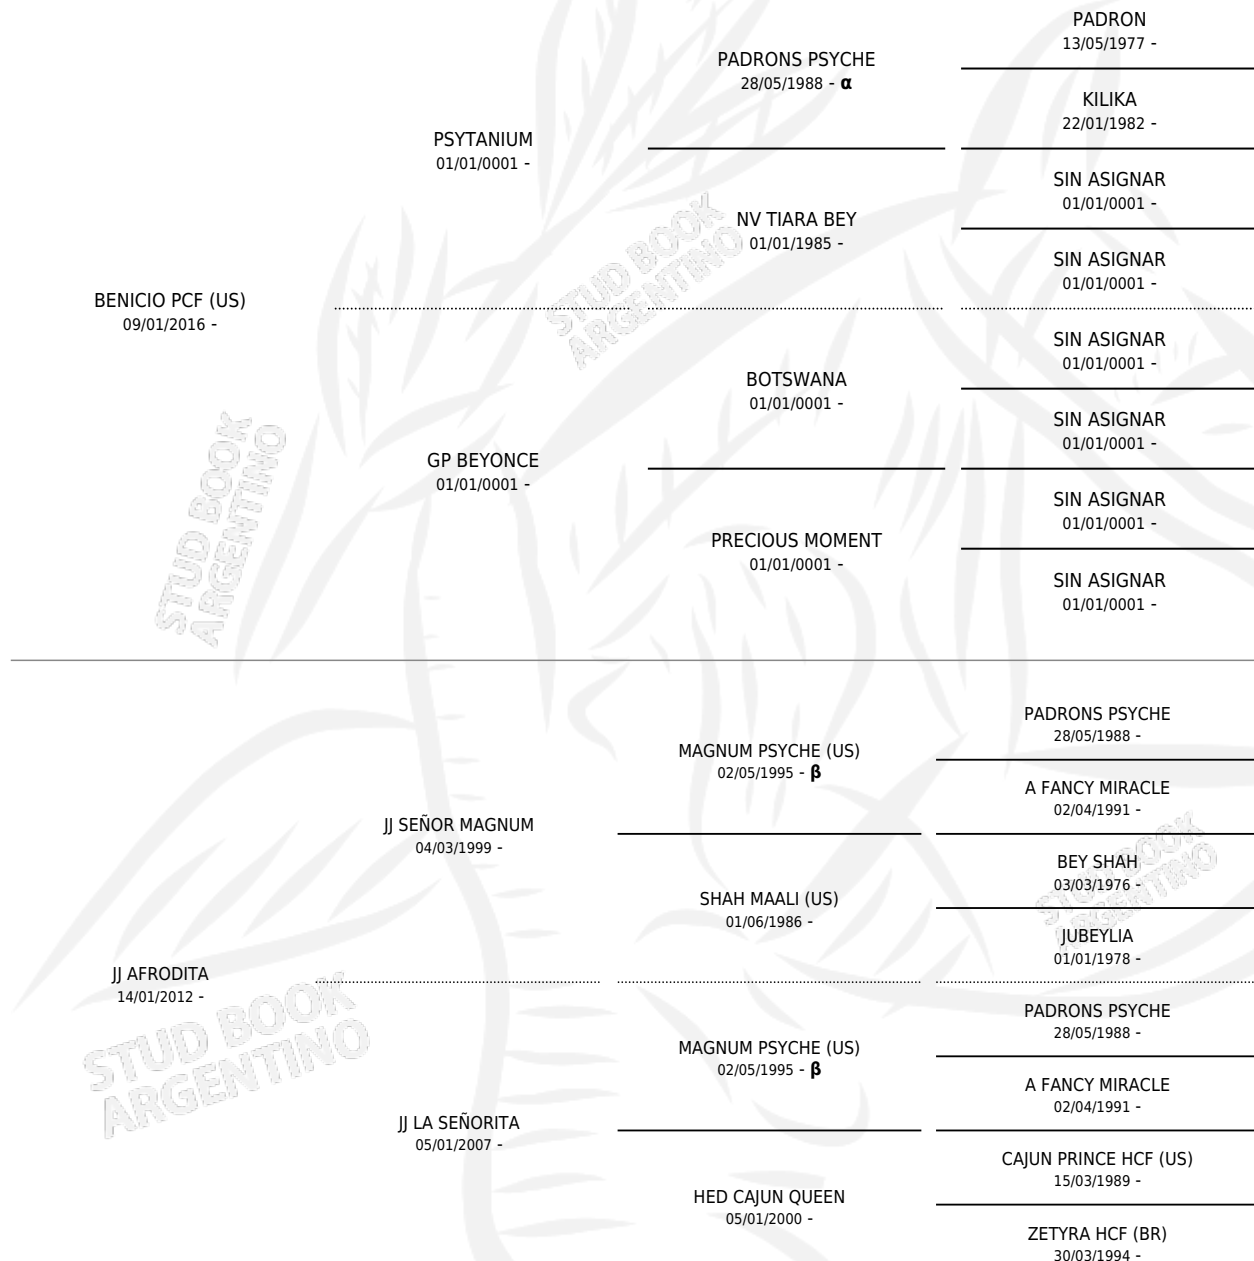 PADRON
13/05/1977 -
PADRONS PSYCHE
28/05/1988 - α
KILIKA
22/01/1982 -
PSYTANIUM
01/01/0001 -
SIN ASIGNAR
01/01/0001 -
NV TIARA BEY
01/01/1985 -
SIN ASIGNAR
01/01/0001 -
BENICIO PCF (US)
09/01/2016 -
SIN ASIGNAR
01/01/0001 -
BOTSWANA
01/01/0001 -
SIN ASIGNAR
01/01/0001 -
GP BEYONCE
01/01/0001 -
SIN ASIGNAR
01/01/0001 -
PRECIOUS MOMENT
01/01/0001 -
SIN ASIGNAR
01/01/0001 -
PADRONS PSYCHE
28/05/1988 -
MAGNUM PSYCHE (US)
02/05/1995 - β
A FANCY MIRACLE
02/04/1991 -
JJ SEÑOR MAGNUM
04/03/1999 -
BEY SHAH
03/03/1976 -
SHAH MAALI (US)
01/06/1986 -
JUBEYLIA
01/01/1978 -
JJ AFRODITA
14/01/2012 -
PADRONS PSYCHE
28/05/1988 -
MAGNUM PSYCHE (US)
02/05/1995 - β
A FANCY MIRACLE
02/04/1991 -
JJ LA SEÑORITA
05/01/2007 -
CAJUN PRINCE HCF (US)
15/03/1989 -
HED CAJUN QUEEN
05/01/2000 -
ZETYRA HCF (BR)
30/03/1994 -
STUD BOOK
ARGENTINO
STUD BOOK
ARGENTINO
STUD BOOK
ARGENTINO
STUD BOOK
ARGENTINO